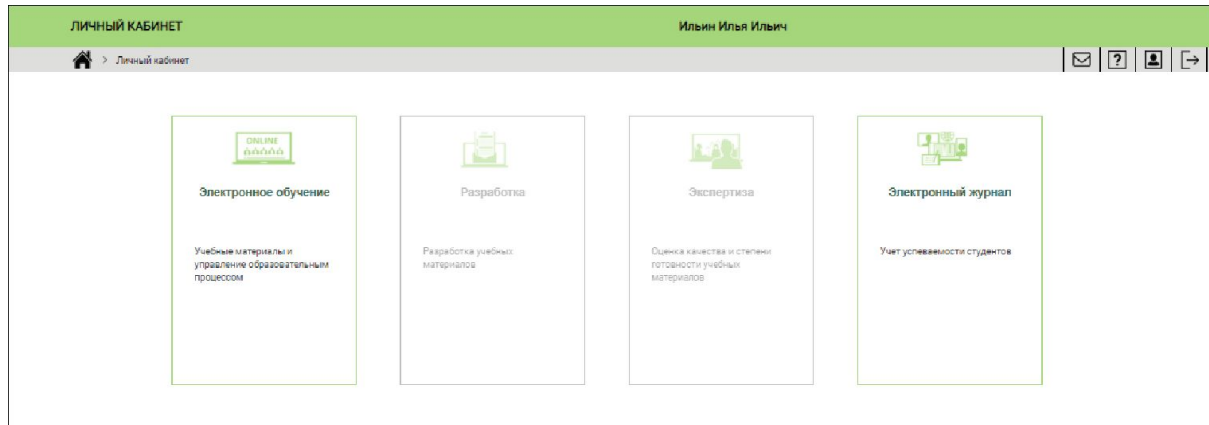 ЛИЧНЫЙ КАБИНЕТ
Ильин Илья Ильич
> Личный кабинет
?
ONLINE
Электронное обучение
Учебные материалы и
управление образовательным
процессом
Разработка
Разработка учебных
материалов
Экспертиза
Оценка качества и степени
готовности учебных
материалов
Электронный журнал
Учет успеваемости студентов